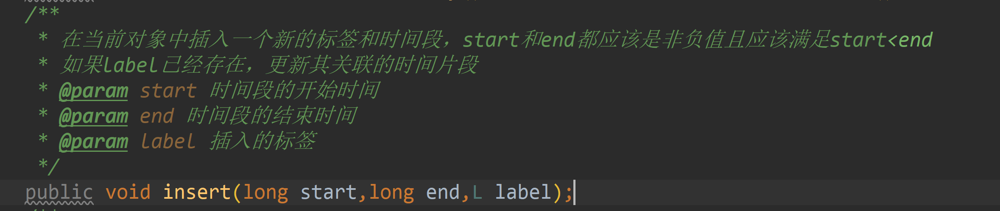 /**
 * 在当前对象中插入一个新的标签和时间段，start和end都应该是非负值且应该满足start<end
 * 如果label已经存在，更新其关联的时间片段
 * @param start 时间段的开始时间
 * @param end 时间段的结束时间
 * @param label 插入的标签
 */
public void insert(long start,long end,L label);